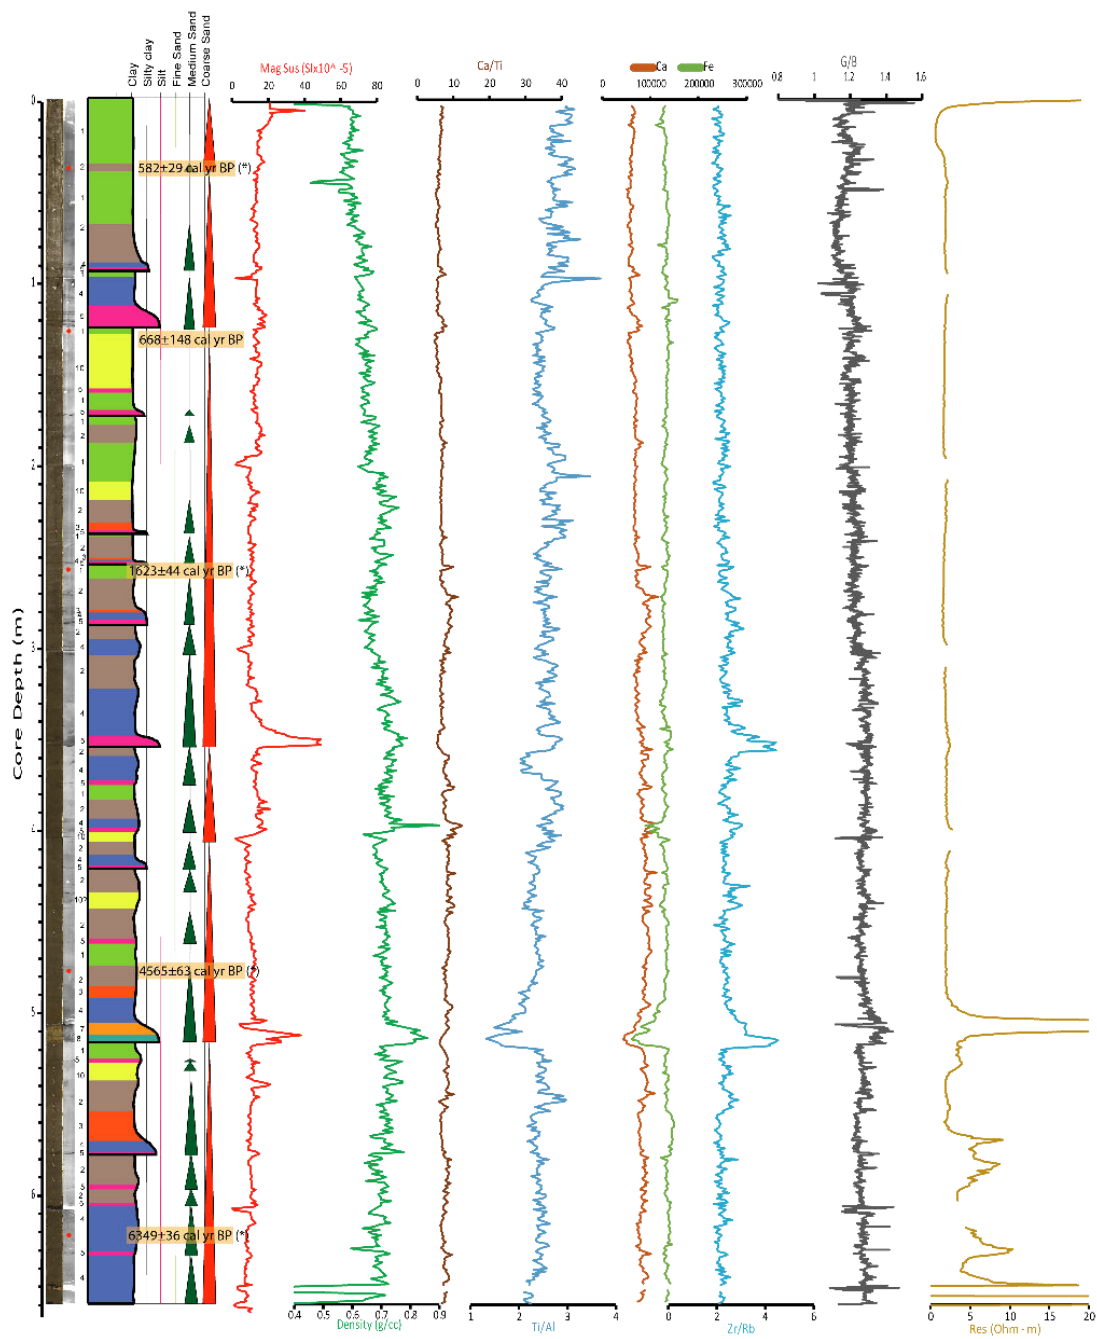 Clay
Silty clay
Silt
Fine Sand
Medium Sand
Coarse Sand
Mag Sus (SIx10^ -5)
0 20 40 60 80
Ca/Ti
0 10 20 30 40
Ca Fe
0 100000 200000 300000
G/B
0.8 1 1.2 1.4 1.6
Core Depth (m)
0
1
2
3
4
5
6
582±29 cal yr BP (*)
668±148 cal yr BP
1623±44 cal yr BP (*)
4565±63 cal yr BP (*)
6349±36 cal yr BP (*)
0.4 0.5 0.6 0.7 0.8 0.9
Density (g/cc)
1 2 3 4
Ti/Al
0 2 4 6
Zr/Rb
0 5 10 15 20
Res (Ohm - m)